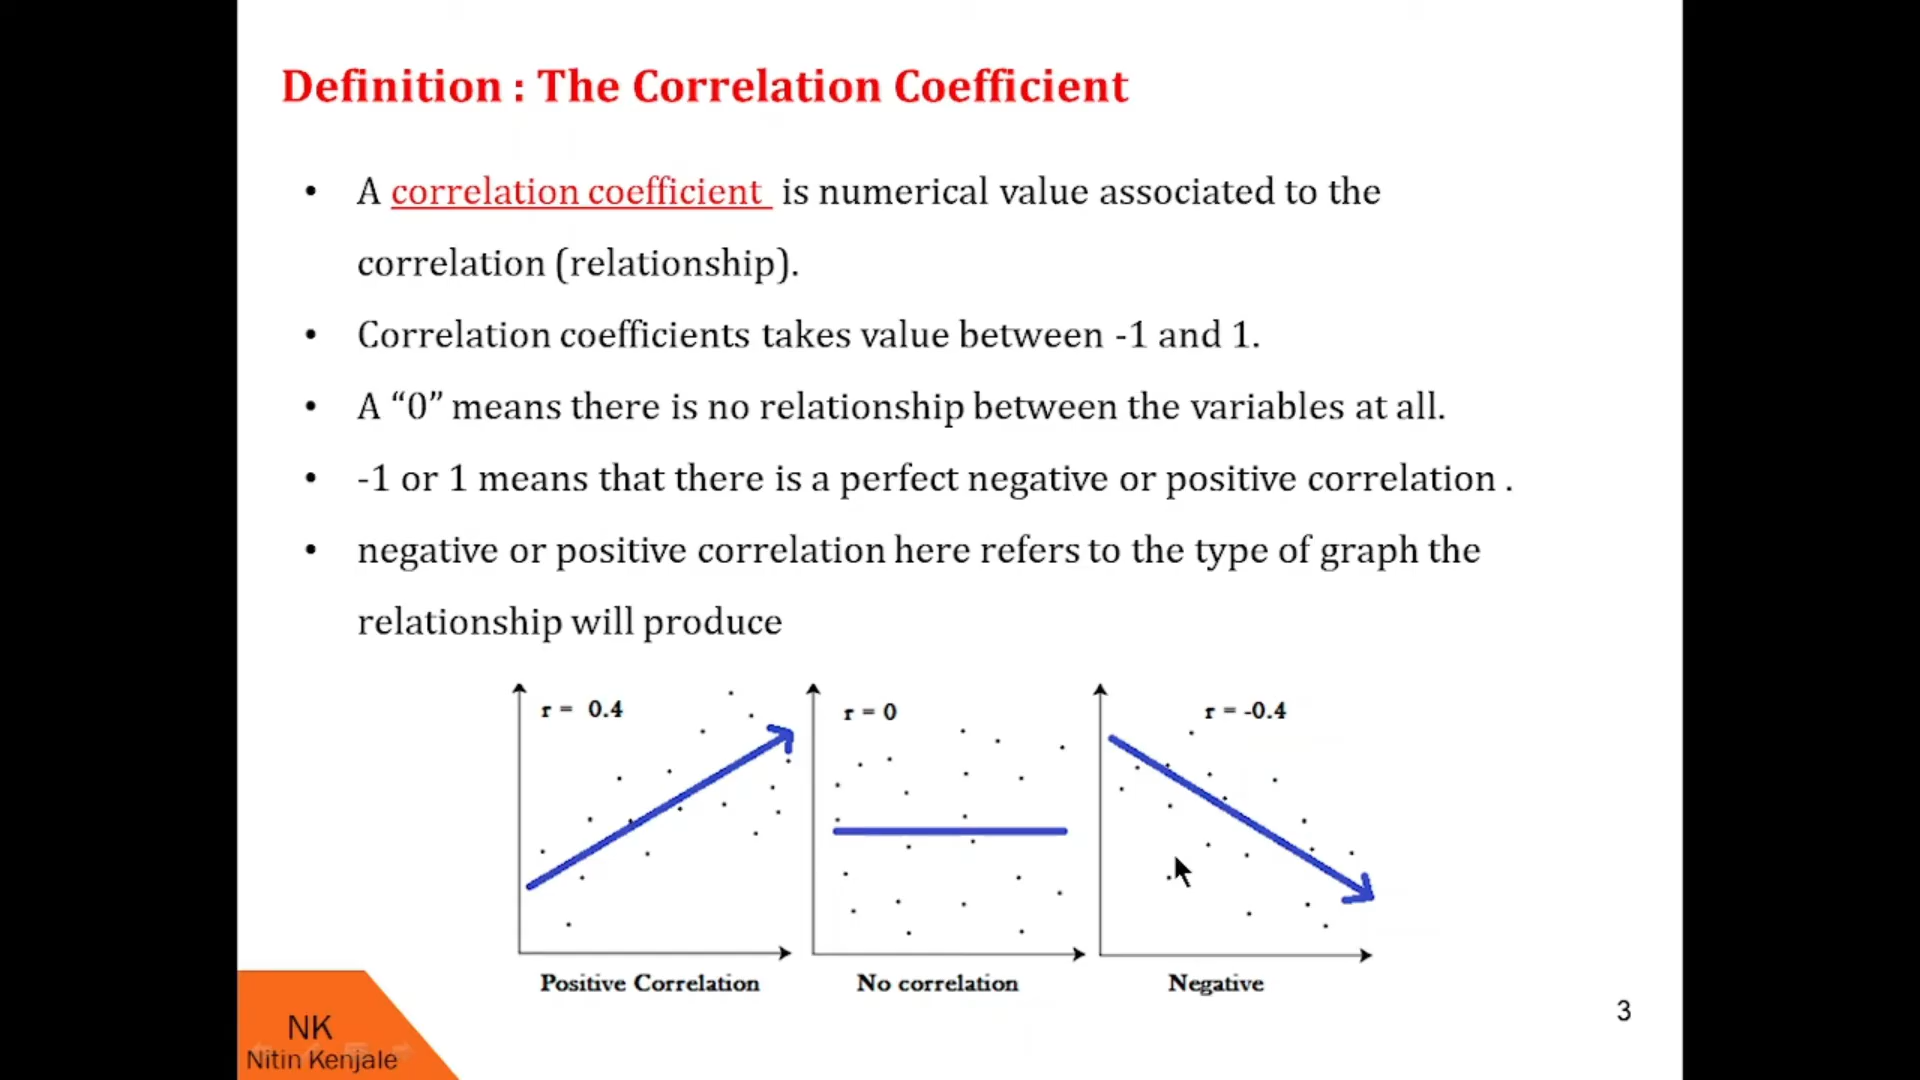 Definition : The Correlation Coefficient
• A correlation coefficient is numerical value associated to the
correlation (relationship).
• Correlation coefficients takes value between -1 and 1.
• A “0” means there is no relationship between the variables at all.
• -1 or 1 means that there is a perfect negative or positive correlation .
• negative or positive correlation here refers to the type of graph the
relationship will produce
r = 0.4
r = 0
r = -0.4
Positive Correlation
No correlation
Negative
3
NK
Nitin Kenjale